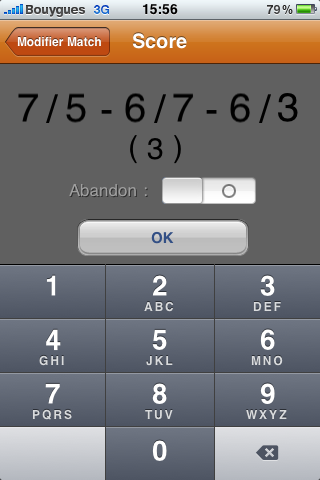 Bouygues 3G 15:56 79%
Modifier Match Score
7/5 - 6/7 - 6/3
(3)
Abandon :
OK
1 2 3
ABC DEF
4 5 6
GHI JKL MNO
7 8 9
PQRS TUV WXYZ
0